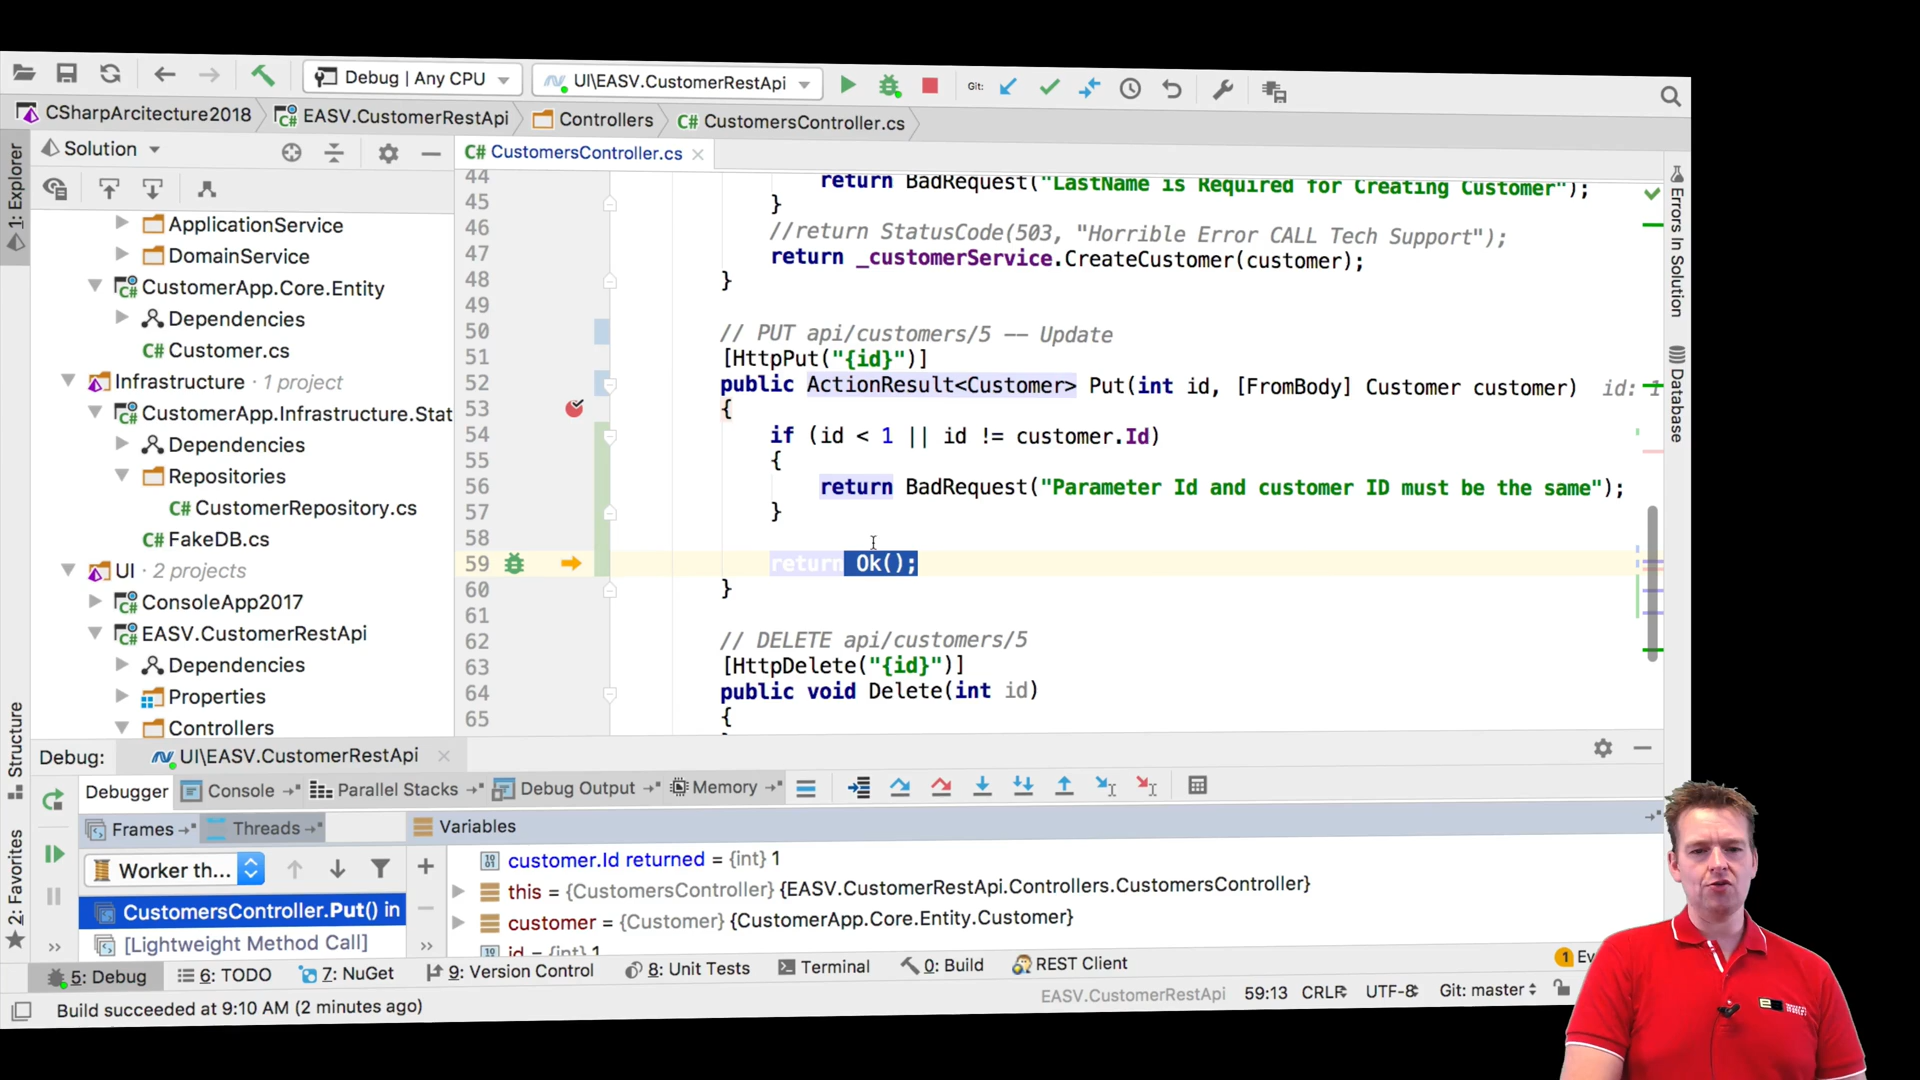 Debug | Any CPU
UI\EASV.CustomerRestApi
Git:
CSharpArcitecture2018
EASV.CustomerRestApi
Controllers
C# CustomersController.cs
1: Explorer
Solution
C# CustomersController.cs
ApplicationService
DomainService
CustomerApp.Core.Entity
Dependencies
C# Customer.cs
Infrastructure · 1 project
CustomerApp.Infrastructure.Stat
Dependencies
Repositories
C# CustomerRepository.cs
C# FakeDB.cs
UI · 2 projects
ConsoleApp2017
EASV.CustomerRestApi
Dependencies
Properties
Controllers
44 return BadRequest("LastName is Required for Creating Customer");
45 }
46 //return StatusCode(503, "Horrible Error CALL Tech Support");
47 return _customerService.CreateCustomer(customer);
48 }
49
50 // PUT api/customers/5 -- Update
51 [HttpPut("{id}")]
52 public ActionResult<Customer> Put(int id, [FromBody] Customer customer) id: 1
53 {
54 if (id < 1 || id != customer.Id)
55 {
56 return BadRequest("Parameter Id and customer ID must be the same");
57 }
58
59 return Ok();
60 }
61
62 // DELETE api/customers/5
63 [HttpDelete("{id}")]
64 public void Delete(int id)
65 {
Errors In Solution
Database
Structure
2: Favorites
Debug: UI\EASV.CustomerRestApi
Debugger Console Parallel Stacks Debug Output Memory
Frames Threads Variables
Worker th...
CustomersController.Put() in
[Lightweight Method Call]
customer.Id returned = {int} 1
this = {CustomersController} {EASV.CustomerRestApi.Controllers.CustomersController}
customer = {Customer} {CustomerApp.Core.Entity.Customer}
id = {int} 1
5: Debug 6: TODO 7: NuGet 9: Version Control 8: Unit Tests Terminal 0: Build REST Client 1 Ev
Build succeeded at 9:10 AM (2 minutes ago)
EASV.CustomerRestApi 59:13 CRLF UTF-8 Git: master